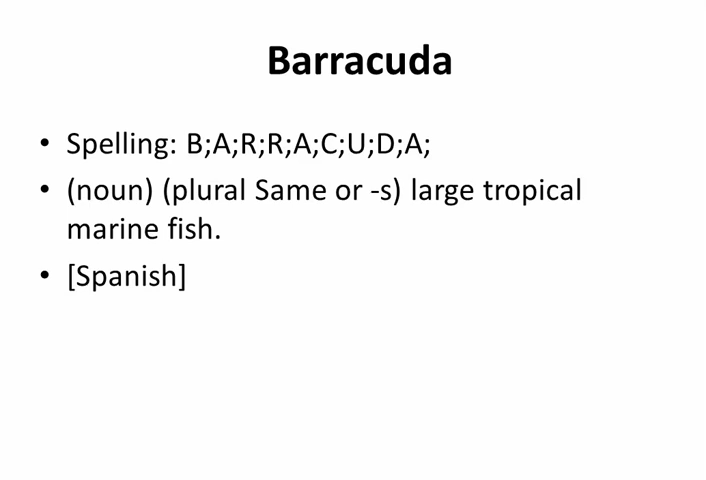 Barracuda
• Spelling: B;A;R;R;A;C;U;D;A;
• (noun) (plural Same or -s) large tropical
marine fish.
• [Spanish]